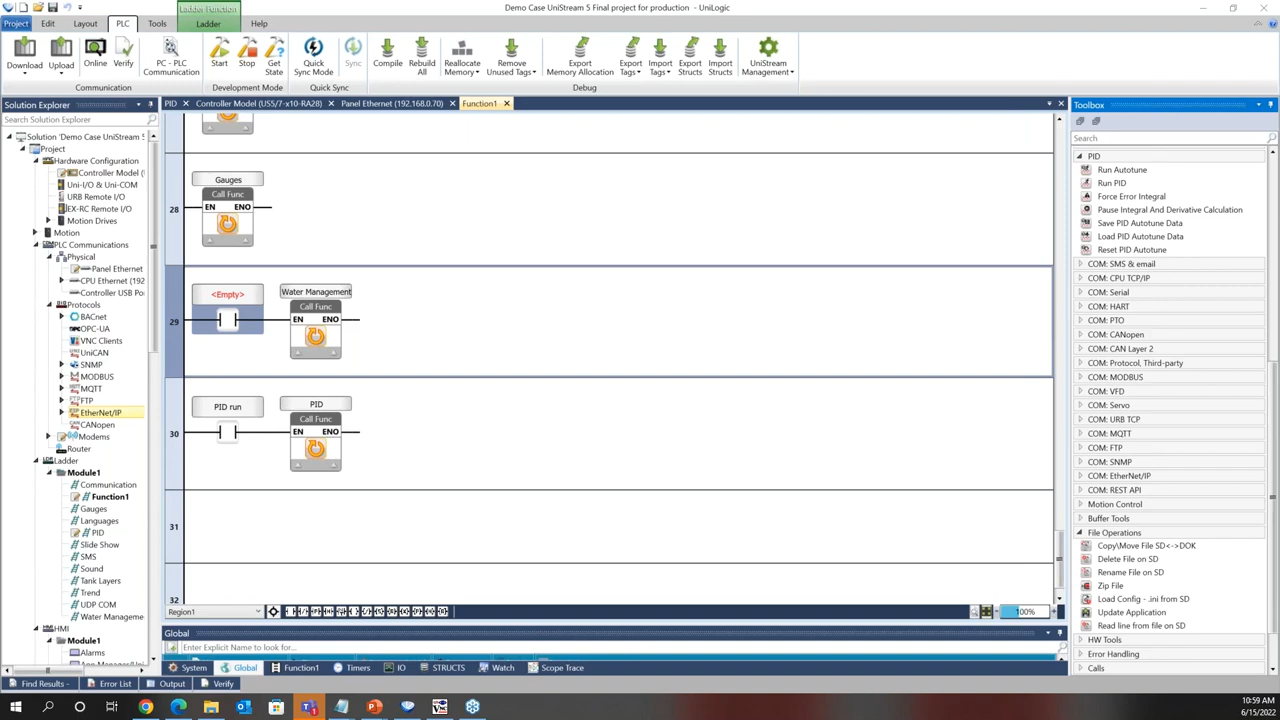 Demo Case UniStream 5 Final project for production - UniLogic
Ladder Function
Project
Edit
Layout
PLC
Tools
Ladder
Help
Download
Upload
Online
Verify
PC - PLC
Communication
Start
Stop
Get
State
Quick
Sync Mode
Sync
Compile
Rebuild
All
Reallocate
Memory
Remove
Unused Tags
Export
Memory Allocation
Export
Tags
Import
Tags
Export
Structs
Import
Structs
UniStream
Management
Communication
Development Mode
Quick Sync
Debug
Solution Explorer
Search Solution Explorer
Solution 'Demo Case UniStream 5
Project
Hardware Configuration
Controller Model (
Uni-I/O & Uni-COM
URB Remote I/O
EX-RC Remote I/O
Motion Drives
Motion
PLC Communications
Physical
Panel Ethernet
CPU Ethernet (192
Controller USB Po
Protocols
BACnet
OPC-UA
VNC Clients
UniCAN
SNMP
MODBUS
MQTT
FTP
EtherNet/IP
CANopen
Modems
Router
Ladder
Module1
Communication
Function1
Gauges
Languages
PID
Slide Show
SMS
Sound
Tank Layers
Trend
UDP COM
Water Manageme
HMI
Module1
Alarms
App Manager/Un
PID
Controller Model (US5/7-x10-RA28)
Panel Ethernet (192.168.0.70)
Function1
28
Gauges
Call Func
EN ENO
29
<Empty>
Water Management
Call Func
EN ENO
30
PID run
PID
Call Func
EN ENO
31
32
Region1
100%
Global
Enter Explicit Name to look for...
System
Global
Function1
Timers
IO
STRUCTS
Watch
Scope Trace
Toolbox
Search
PID
Run Autotune
Run PID
Force Error Integral
Pause Integral And Derivative Calculation
Save PID Autotune Data
Load PID Autotune Data
Reset PID Autotune
COM: SMS & email
COM: CPU TCP/IP
COM: Serial
COM: HART
COM: PTO
COM: CANopen
COM: CAN Layer 2
COM: Protocol, Third-party
COM: MODBUS
COM: VFD
COM: Servo
COM: URB TCP
COM: MQTT
COM: FTP
COM: SNMP
COM: EtherNet/IP
COM: REST API
Motion Control
Buffer Tools
File Operations
Copy\Move File SD<->DOK
Delete File on SD
Rename File on SD
Zip File
Load Config - .ini from SD
Update Application
Read line from file on SD
HW Tools
Error Handling
Calls
Find Results -
Error List
Output
Verify
10:59 AM
6/15/2022